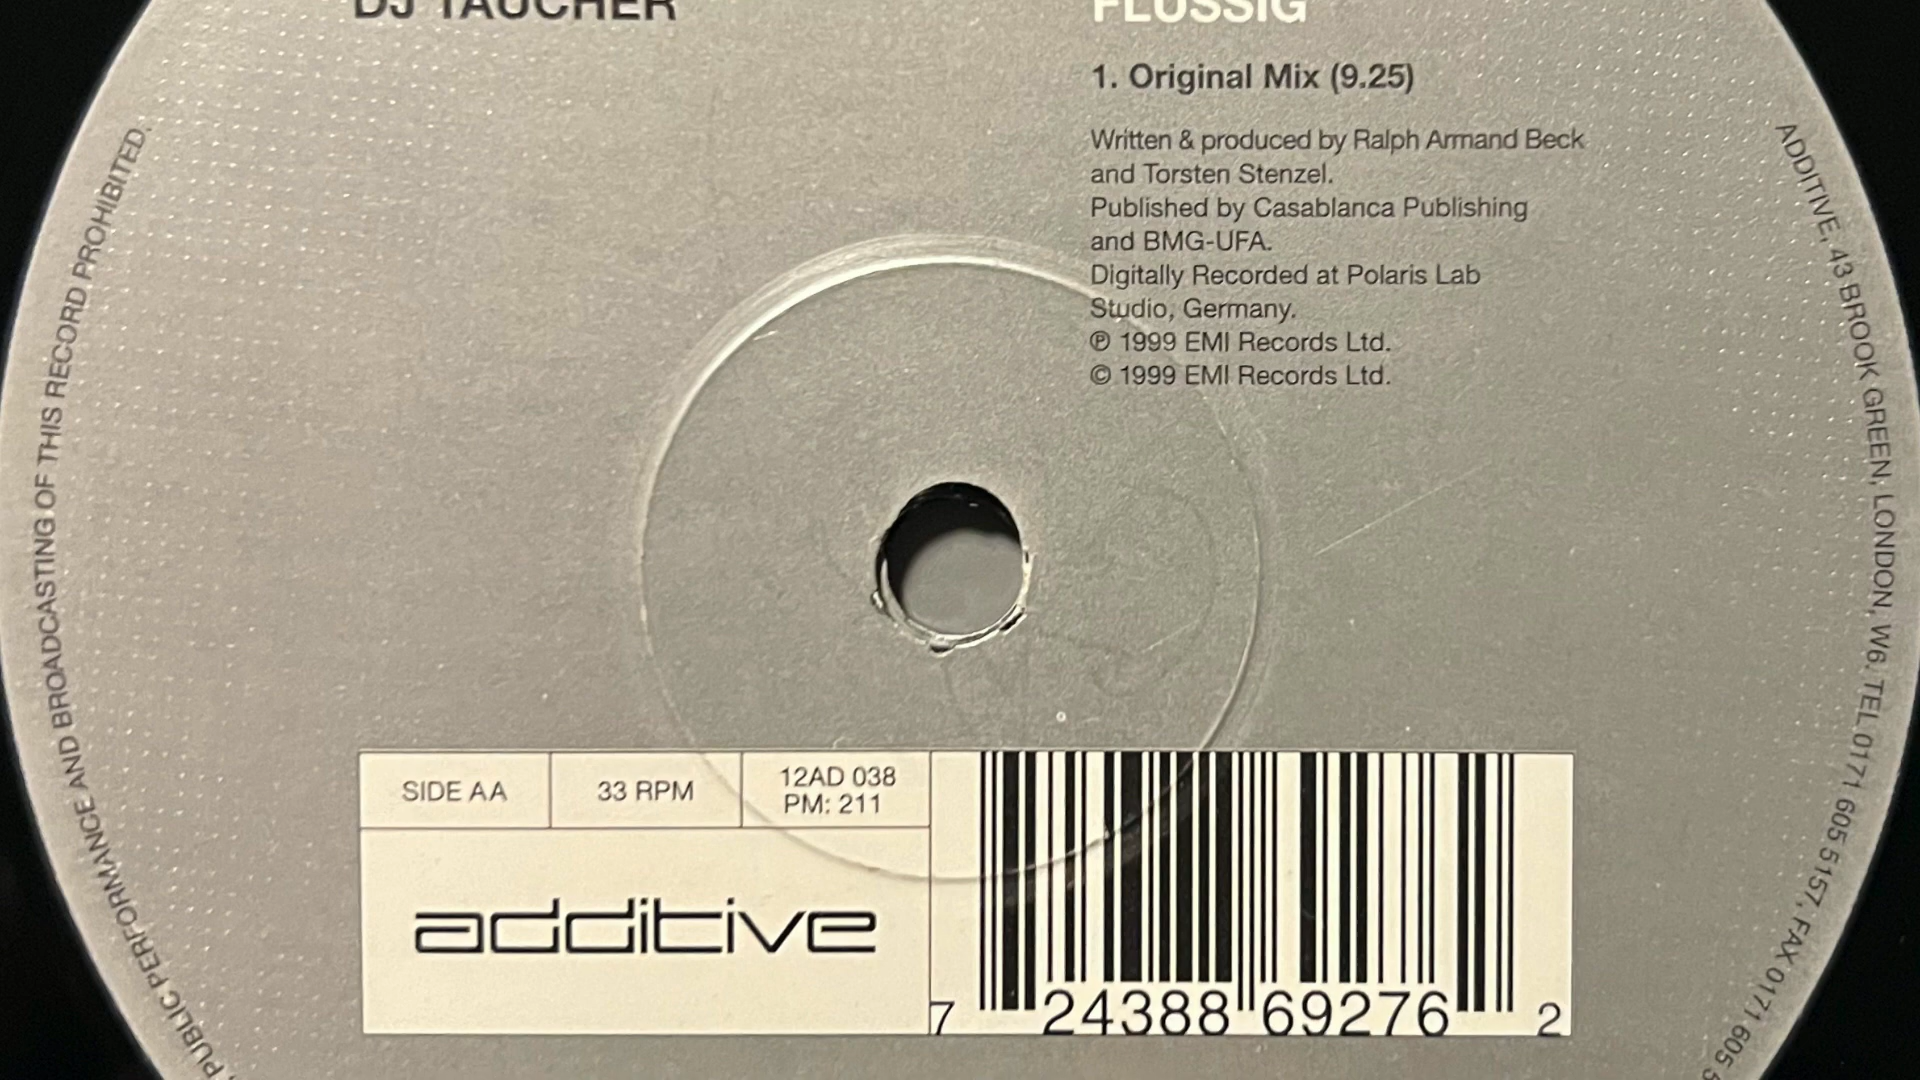 DJ TAUCHER
FLÜSSIG
1. Original Mix (9.25)
Written & produced by Ralph Armand Beck
and Torsten Stenzel.
Published by Casablanca Publishing
and BMG-UFA.
Digitally Recorded at Polaris Lab
Studio, Germany.
℗ 1999 EMI Records Ltd.
© 1999 EMI Records Ltd.
PUBLIC PERFORMANCE AND BROADCASTING OF THIS RECORD PROHIBITED.
ADDITIVE, 43 BROOK GREEN, LONDON, W6. TEL 0171 605 5157, FAX 0171 605
SIDE AA
33 RPM
12AD 038
PM: 211
additive
7 24388 69276 2